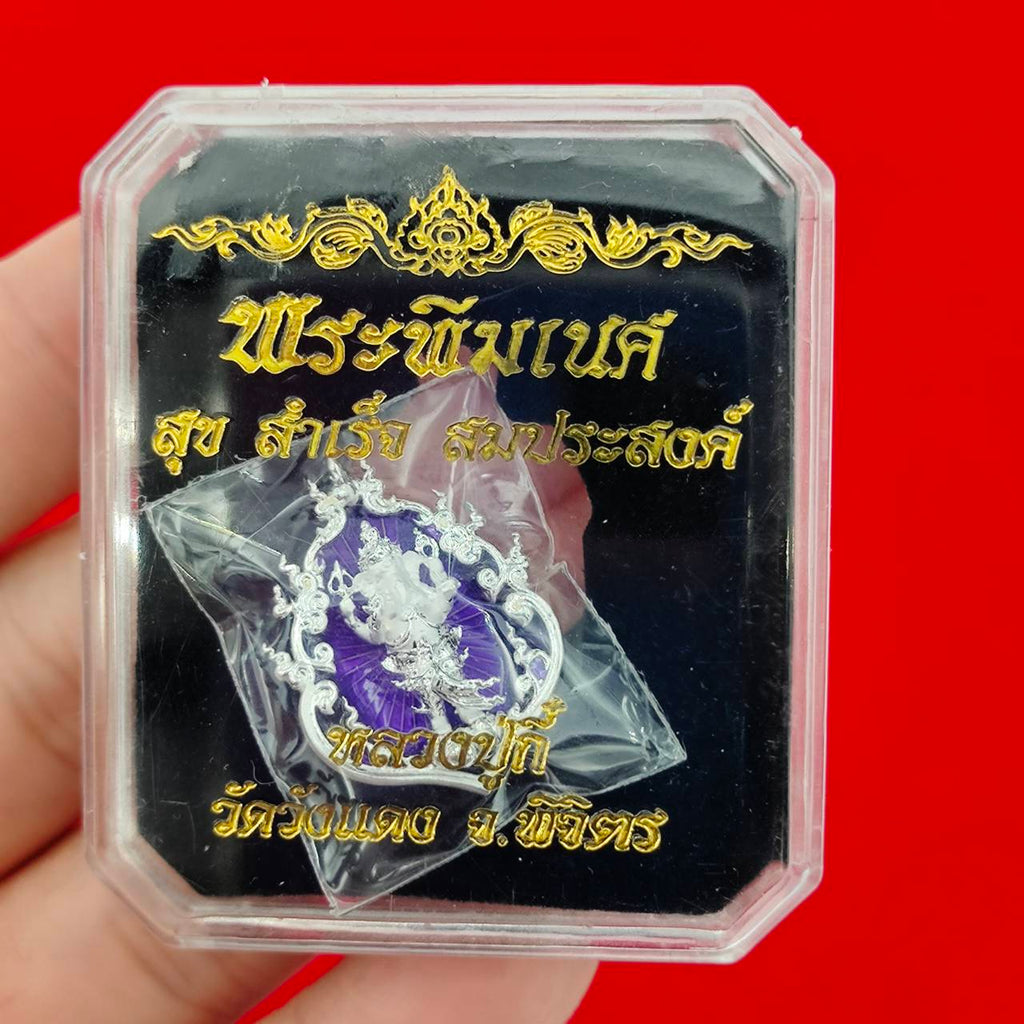 พระพิฆเนศ
สุข สำเร็จ สมประสงค์
หลวงปู่กี้
วัดวังแดง จ.พิจิตร